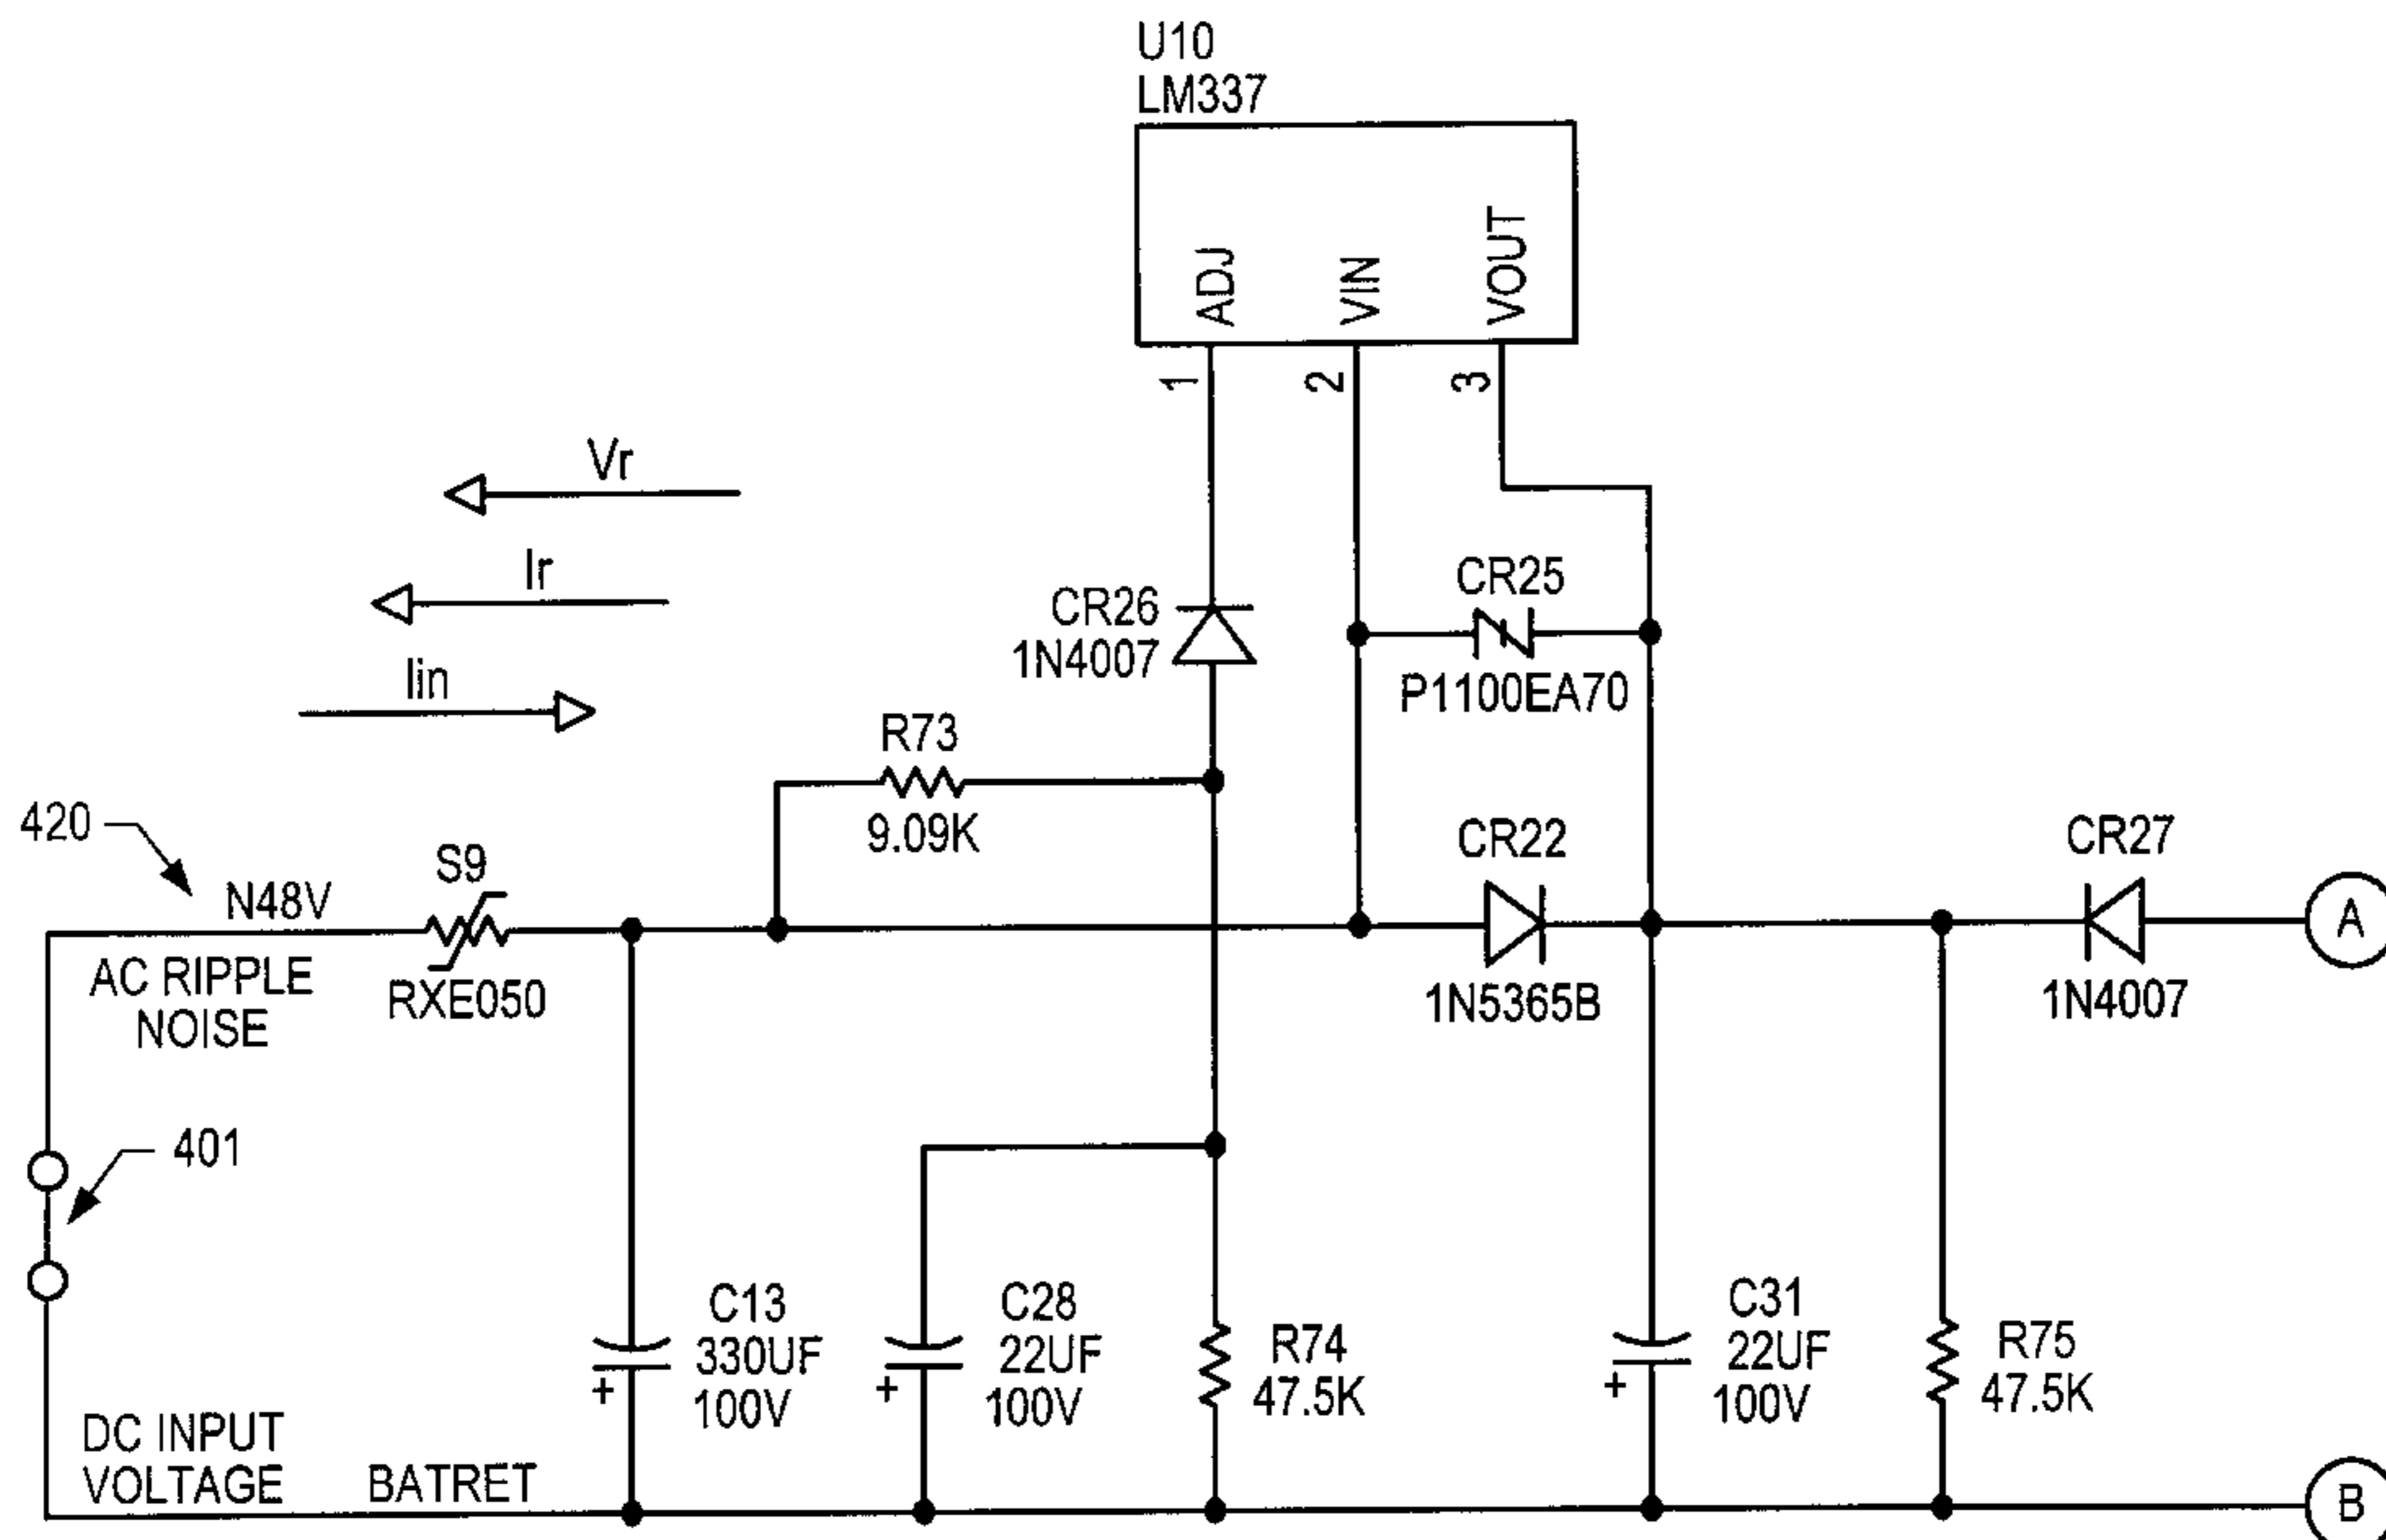 U10
LM337
ADJ
VIN
VOUT
1
2
3
Vr
Ir
Iin
CR26
1N4007
CR25
P1100EA70
R73
9.09K
420
N48V
S9
RXE050
AC RIPPLE
NOISE
CR22
1N5365B
CR27
1N4007
A
401
C13
330UF
100V
+
C28
22UF
100V
+
R74
47.5K
C31
22UF
100V
+
R75
47.5K
DC INPUT
VOLTAGE
BATRET
B